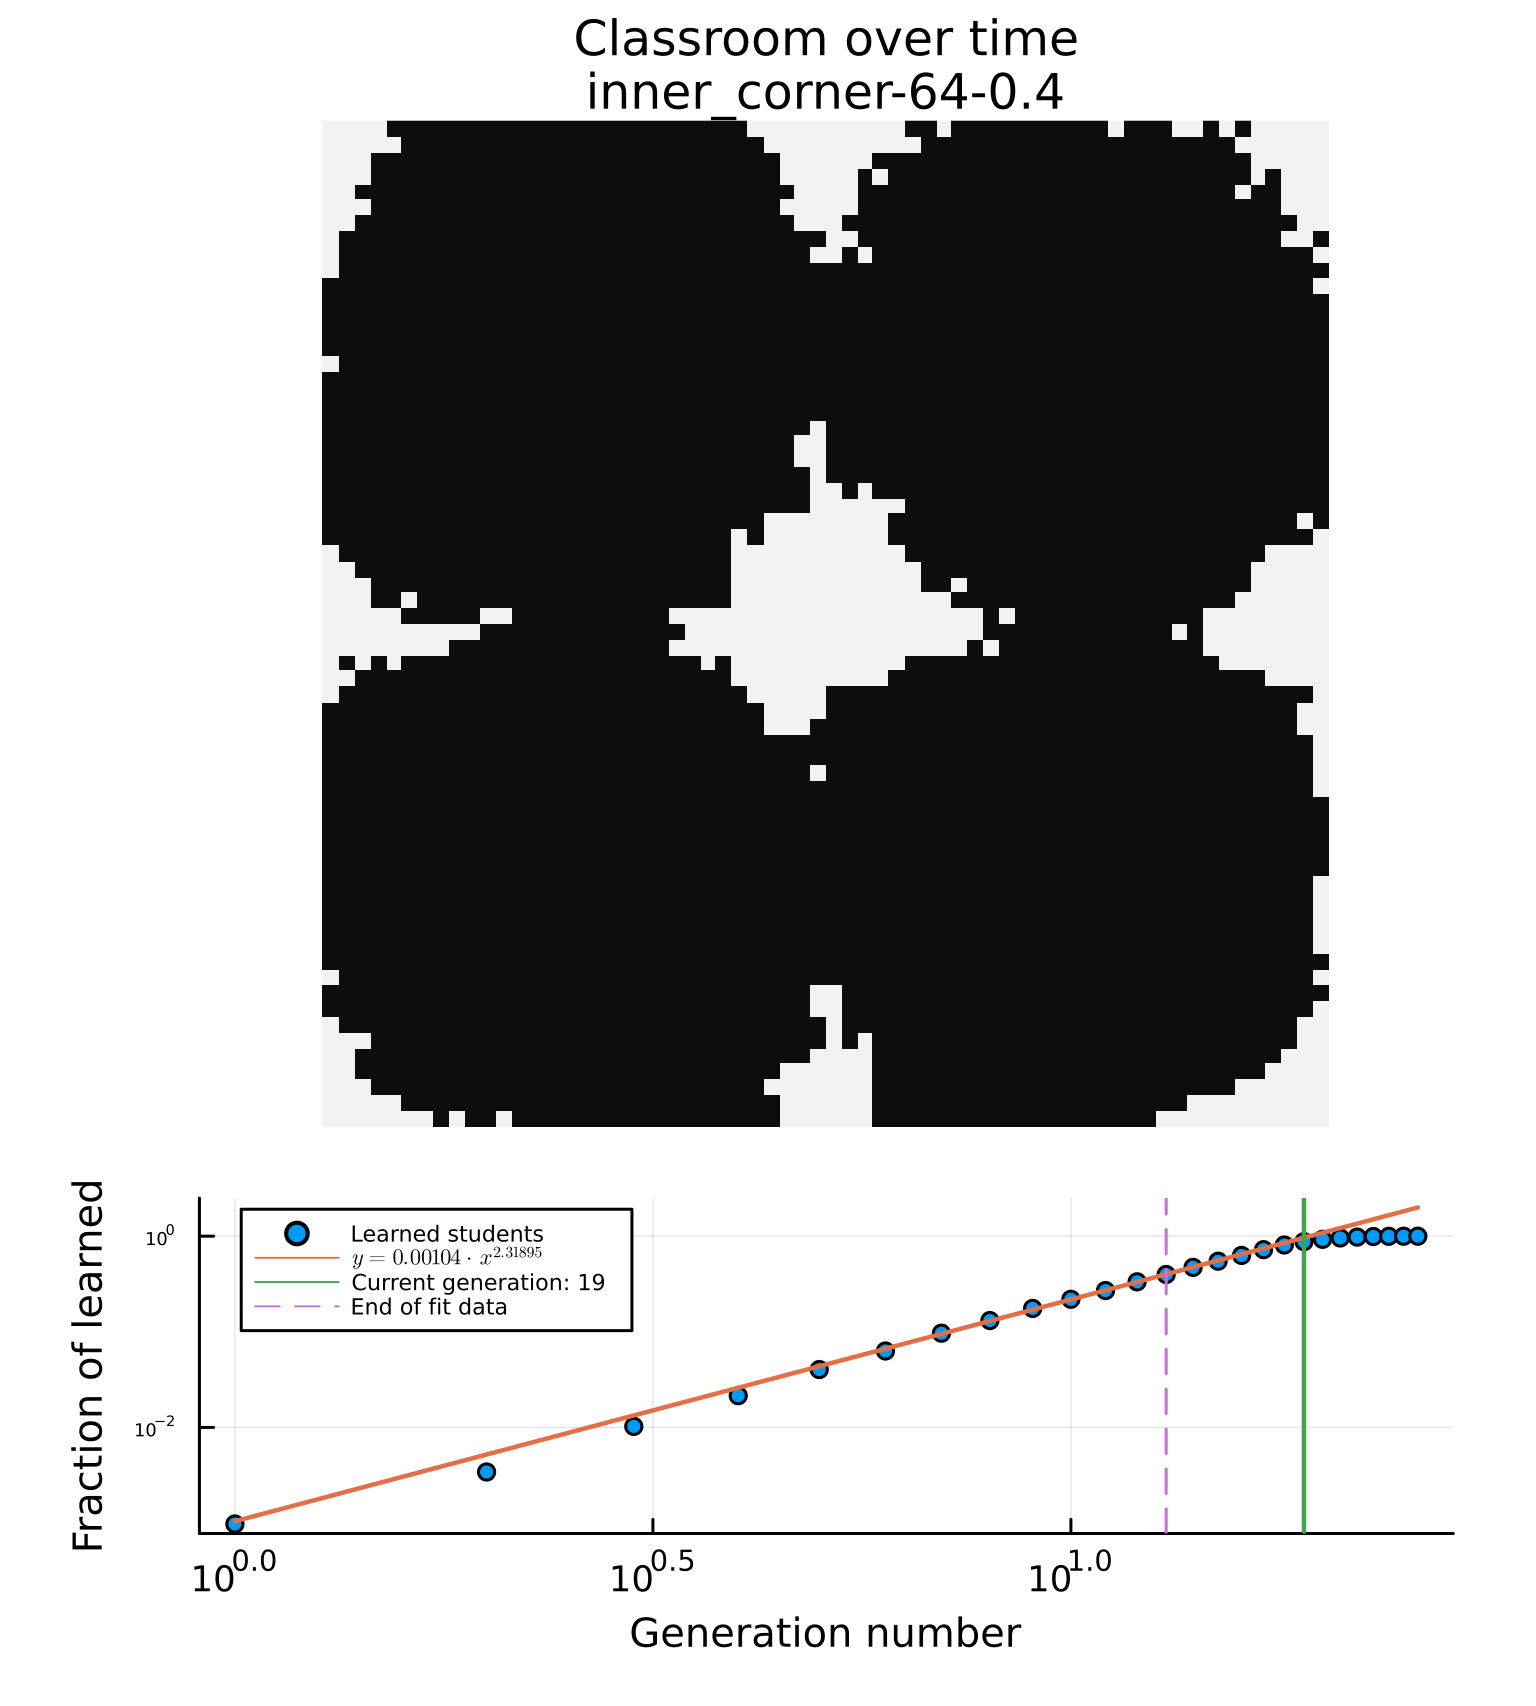 Classroom over time
inner_corner-64-0.4
Fraction of learned
10^0
10^-2
Learned students
y = 0.00104 · x^2.31895
Current generation: 19
End of fit data
10^0.0
10^0.5
10^1.0
Generation number